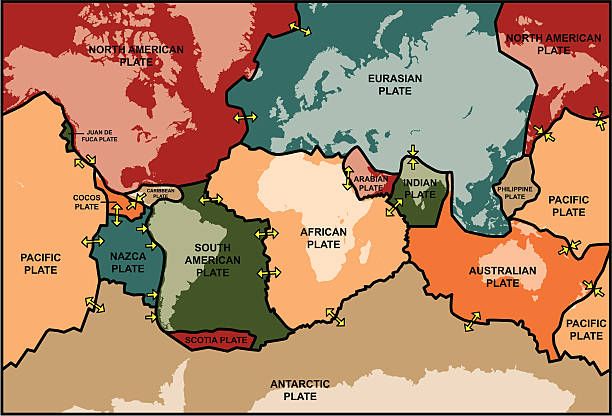 NORTH AMERICAN
PLATE
EURASIAN
PLATE
NORTH AMERICAN
PLATE
JUAN DE
FUCA PLATE
COCOS
PLATE
CARIBBEAN
PLATE
ARABIAN
PLATE
INDIAN
PLATE
PHILIPPINE
PLATE
PACIFIC
PLATE
PACIFIC
PLATE
NAZCA
PLATE
SOUTH
AMERICAN
PLATE
AFRICAN
PLATE
AUSTRALIAN
PLATE
PACIFIC
PLATE
SCOTIA PLATE
ANTARCTIC
PLATE